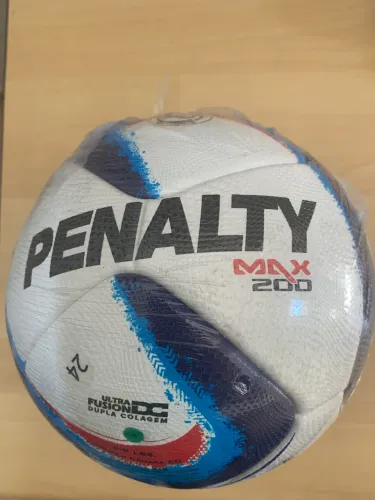 PENALTY
MAX
200
24
ULTRA
FUSION DC
DUPLA COLAGEM